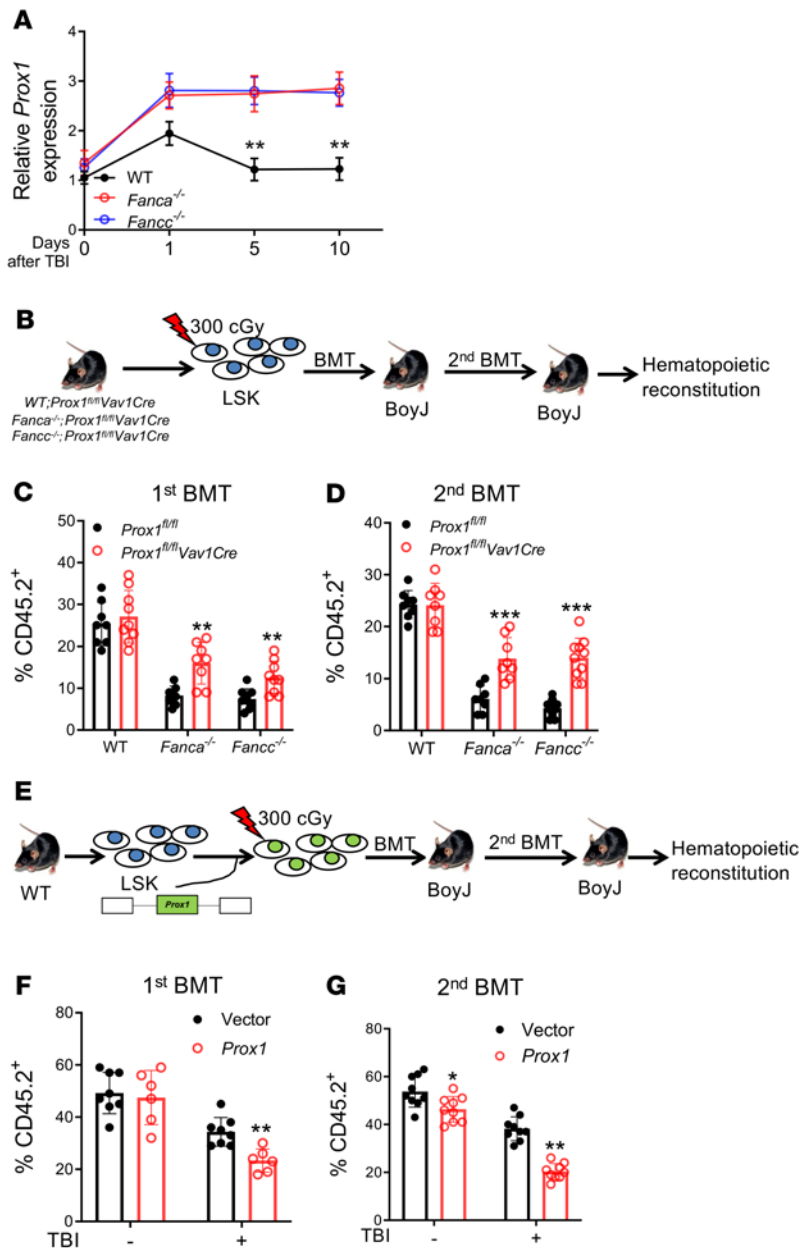 A
Relative Prox1
expression
4
3
2
1
0
WT
Fanca-/-
Fancc-/-
Days
after TBI
0
1
5
10
**
**
B
300 cGy
LSK
BMT
BoyJ
2nd BMT
BoyJ
Hematopoietic
reconstitution
WT;Prox1fl/flVav1Cre
Fanca-/-;Prox1fl/flVav1Cre
Fancc-/-;Prox1fl/flVav1Cre
C
1st BMT
% CD45.2+
50
40
30
20
10
0
Prox1fl/fl
Prox1fl/flVav1Cre
**
**
WT
Fanca-/-
Fancc-/-
D
2nd BMT
% CD45.2+
40
30
20
10
0
Prox1fl/fl
Prox1fl/flVav1Cre
***
***
WT
Fanca-/-
Fancc-/-
E
WT
LSK
Prox1
300 cGy
BMT
BoyJ
2nd BMT
BoyJ
Hematopoietic
reconstitution
F
1st BMT
% CD45.2+
80
60
40
20
0
Vector
Prox1
**
TBI
-
+
G
2nd BMT
% CD45.2+
80
60
40
20
0
Vector
Prox1
*
**
TBI
-
+